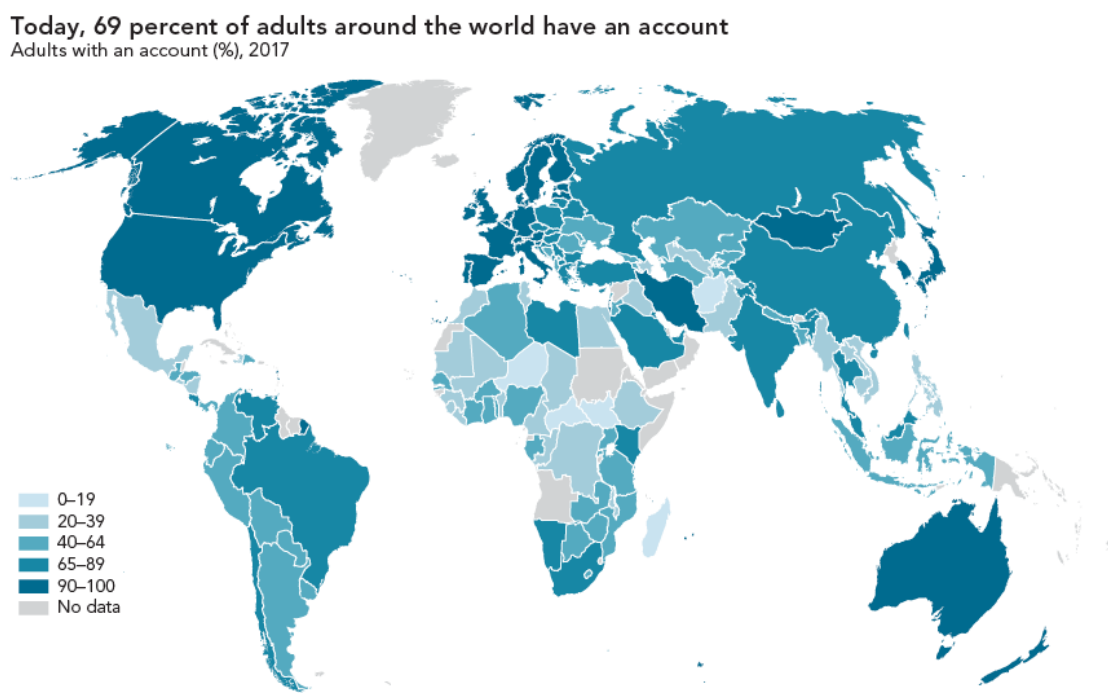 Today, 69 percent of adults around the world have an account
Adults with an account (%), 2017
0–19
20–39
40–64
65–89
90–100
No data